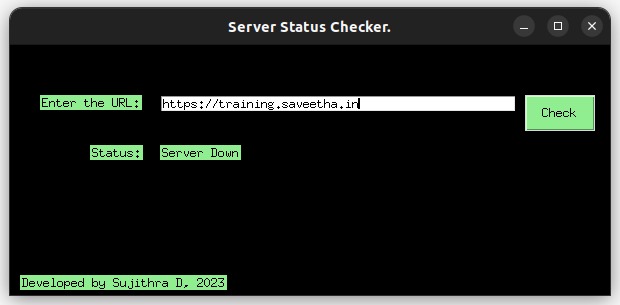 Server Status Checker.
Enter the URL: https://training.saveetha.in
Check
Status: Server Down
Developed by Sujithra D, 2023